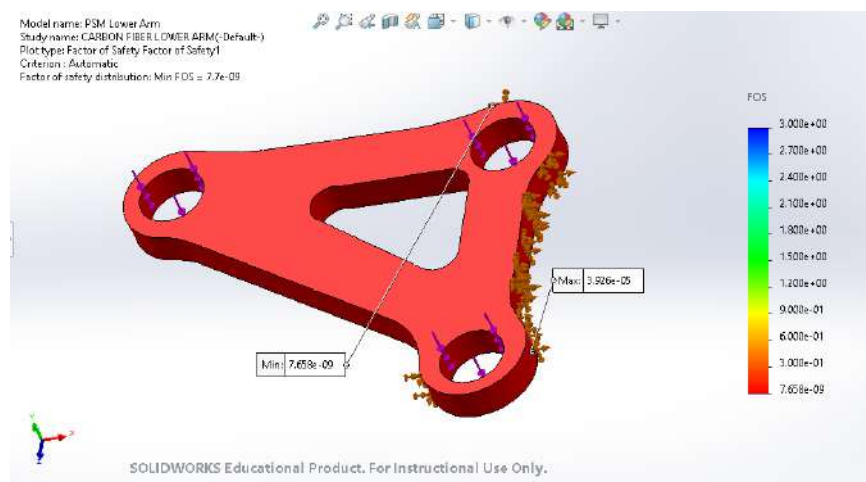 Model name: PSM Lower Arm
Study name: CARBON FIBER LOWER ARM(-Default-)
Plot type: Factor of Safety Factor of Safety1
Criterion : Automatic
Factor of safety distribution: Min FOS = 7.7e-09
FOS
3.000e+00
2.700e+00
2.400e+00
2.100e+00
1.800e+00
1.500e+00
1.200e+00
9.000e-01
6.000e-01
3.000e-01
7.658e-09
Max: 3.926e-05
Min: 7.658e-09
Y
X
Z
SOLIDWORKS Educational Product. For Instructional Use Only.